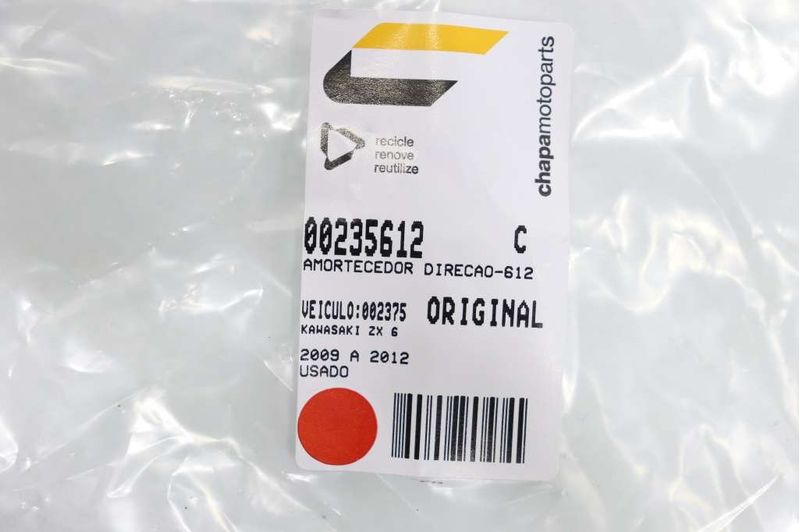 chapamotoparts
recicle
renove
reutilize
00235612 C
AMORTECEDOR DIRECAO-612
VEICULO:002375 ORIGINAL
KAWASAKI ZX 6
2009 A 2012
USADO